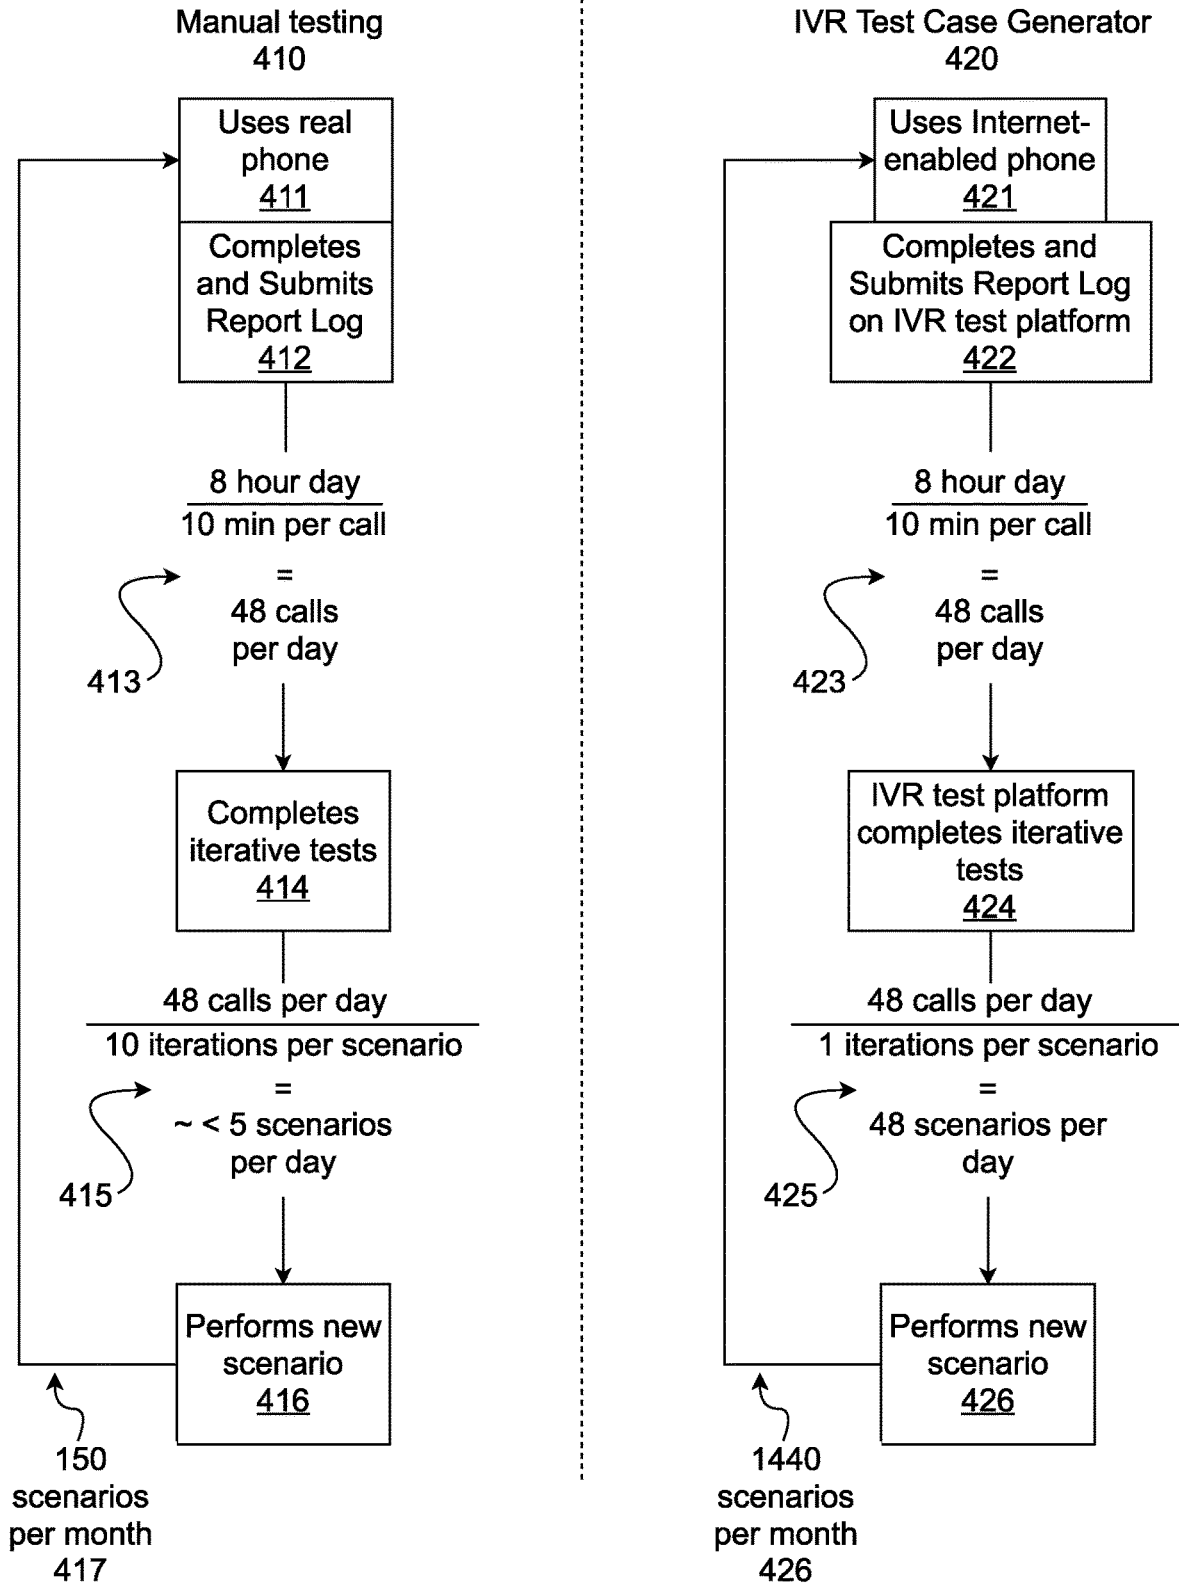 Manual testing
410
Uses real
phone
411
Completes
and Submits
Report Log
412
8 hour day
10 min per call
=
48 calls
per day
413
Completes
iterative tests
414
48 calls per day
10 iterations per scenario
=
~ < 5 scenarios
per day
415
Performs new
scenario
416
150
scenarios
per month
417
IVR Test Case Generator
420
Uses Internet-
enabled phone
421
Completes and
Submits Report Log
on IVR test platform
422
8 hour day
10 min per call
=
48 calls
per day
423
IVR test platform
completes iterative
tests
424
48 calls per day
1 iterations per scenario
=
48 scenarios per
day
425
Performs new
scenario
426
1440
scenarios
per month
426